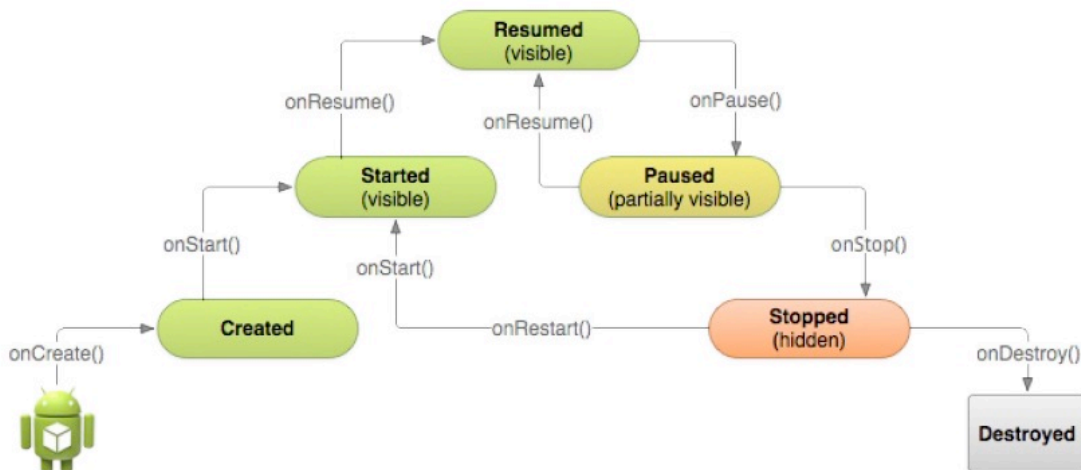 Resumed
(visible)
onResume()
onPause()
onResume()
Started
(visible)
Paused
(partially visible)
onStart()
onStart()
onStop()
Created
onRestart()
Stopped
(hidden)
onCreate()
onDestroy()
Destroyed